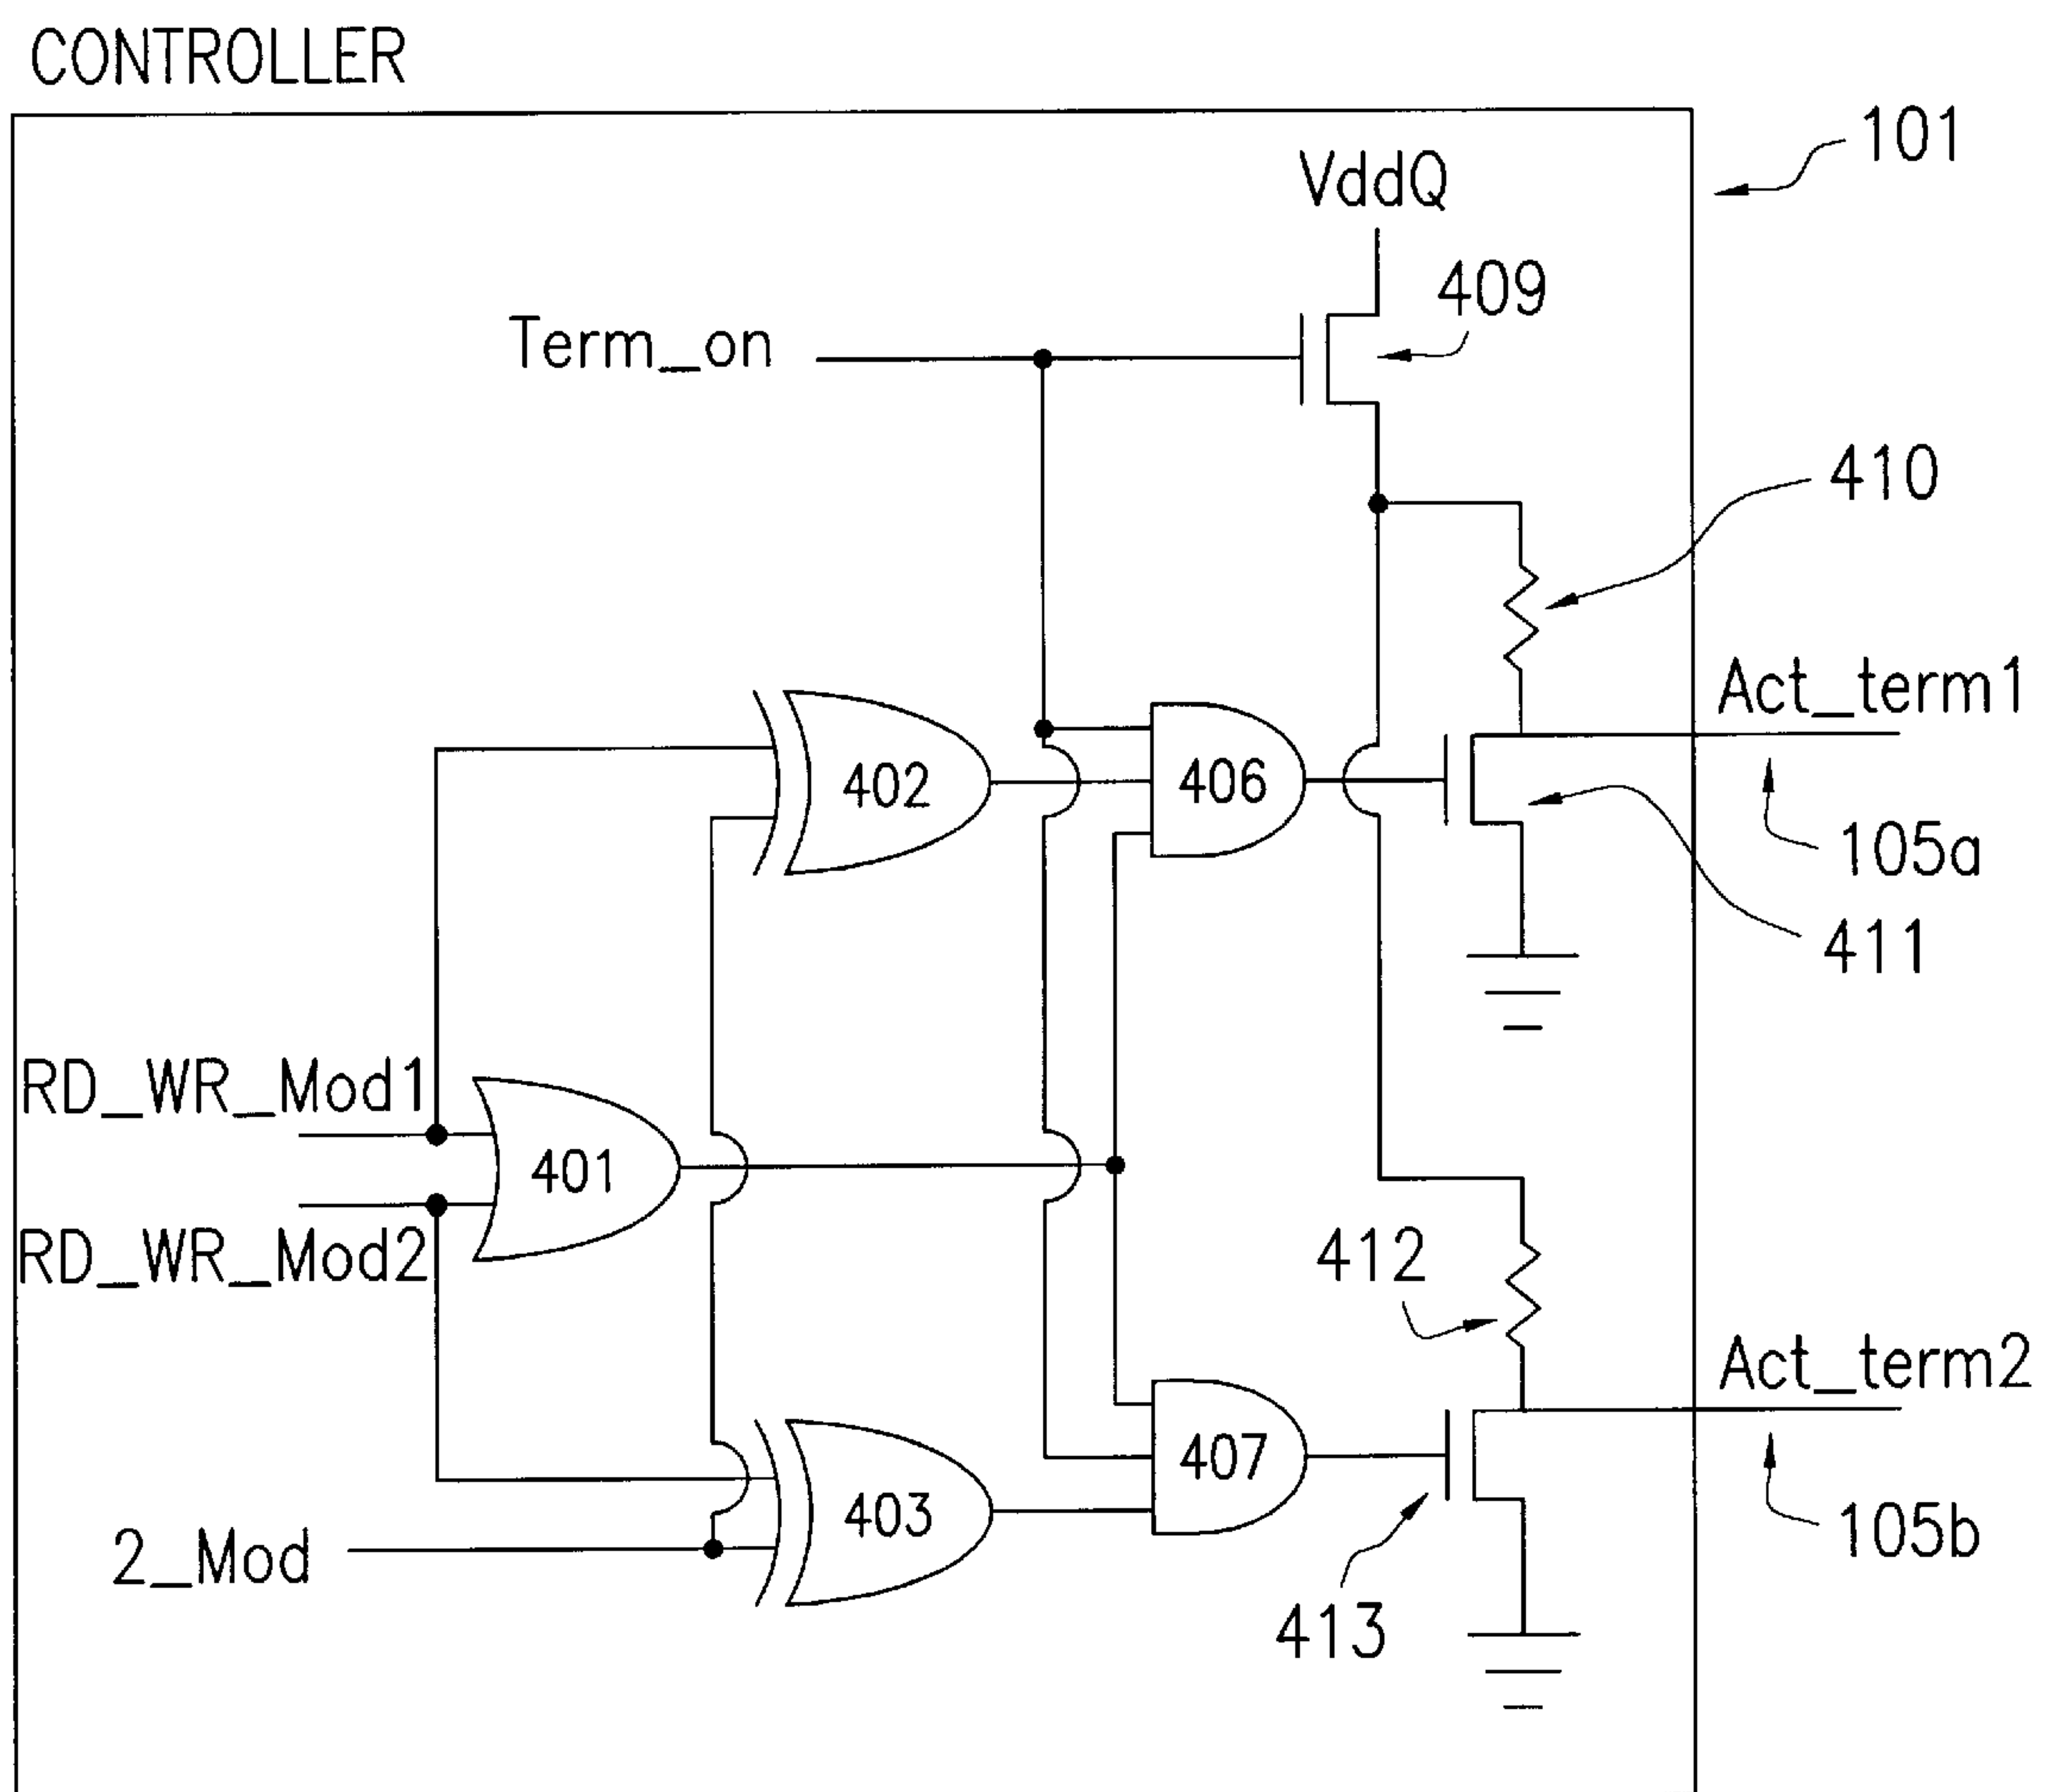 CONTROLLER
101
VddQ
409
Term_on
410
Act_term1
402
406
105a
411
RD_WR_Mod1
401
RD_WR_Mod2
412
Act_term2
407
403
105b
2_Mod
413